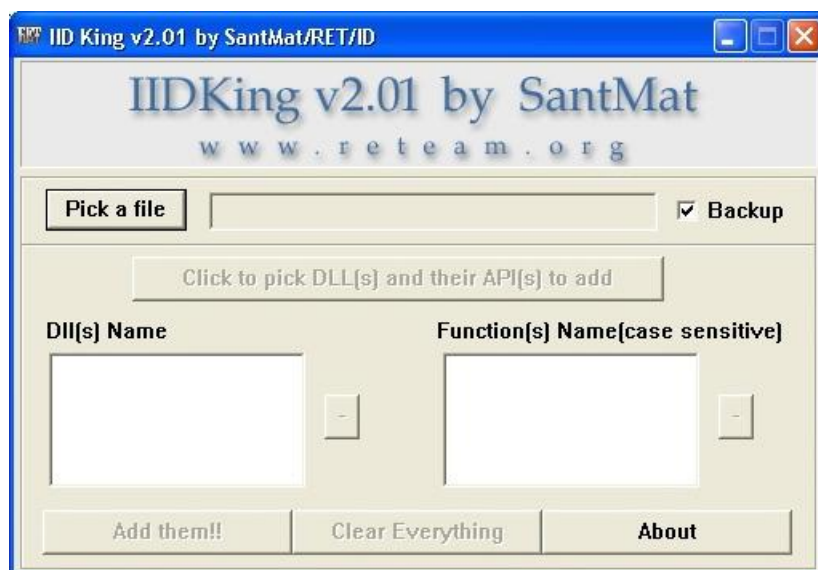 IID King v2.01 by SantMat/RET/ID
IIDKing v2.01 by SantMat
www.reteam.org
Pick a file
Backup
Click to pick DLL(s) and their API(s) to add
Dll(s) Name
Function(s) Name(case sensitive)
-
-
Add them!!
Clear Everything
About